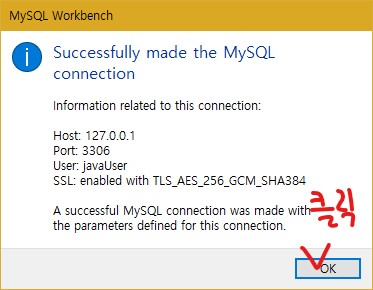 MySQL Workbench
Successfully made the MySQL
connection
Information related to this connection:
Host: 127.0.0.1
Port: 3306
User: javaUser
SSL: enabled with TLS_AES_256_GCM_SHA384
A successful MySQL connection was made with
the parameters defined for this connection.
클릭
OK